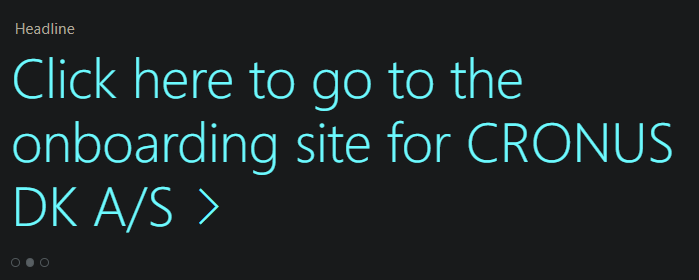 Headline
Click here to go to the
onboarding site for CRONUS
DK A/S >